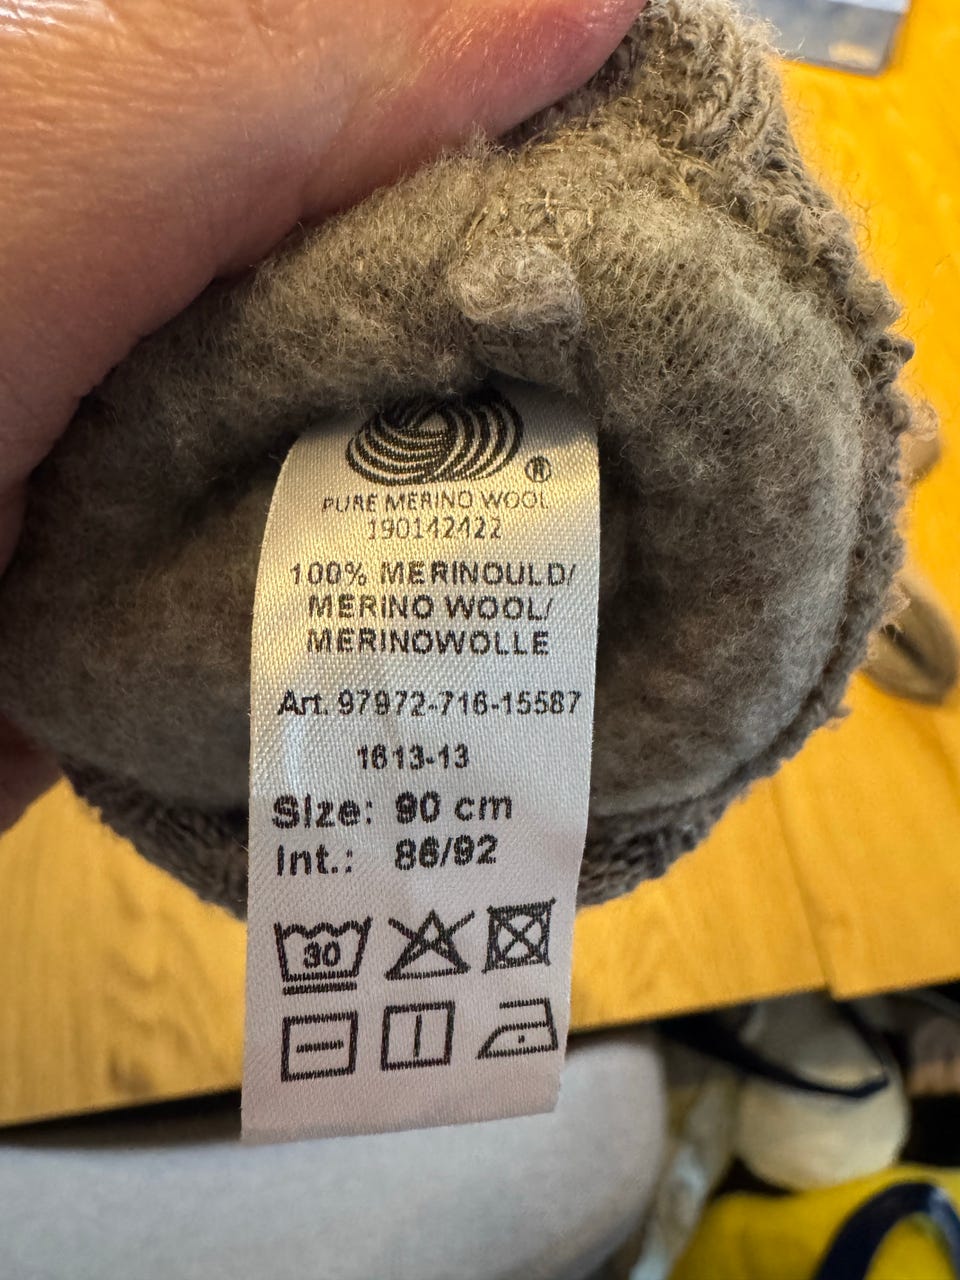 ®
PURE MERINO WOOL
190142422
100% MERINOULD/
MERINO WOOL/
MERINOWOLLE
Art. 97972-716-15587
1613-13
Size: 90 cm
Int.: 86/92
30